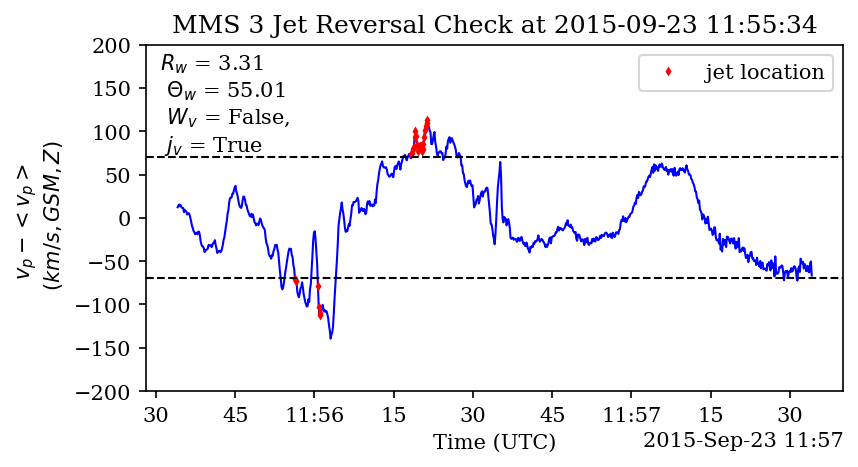 MMS 3 Jet Reversal Check at 2015-09-23 11:55:34
R_w = 3.31
Θ_w = 55.01
W_v = False,
j_v = True
jet location
v_p − < v_p >
(km/s, GSM, Z)
200
150
100
50
0
−50
−100
−150
−200
30 45 11:56 15 30 45 11:57 15 30
Time (UTC)
2015-Sep-23 11:57